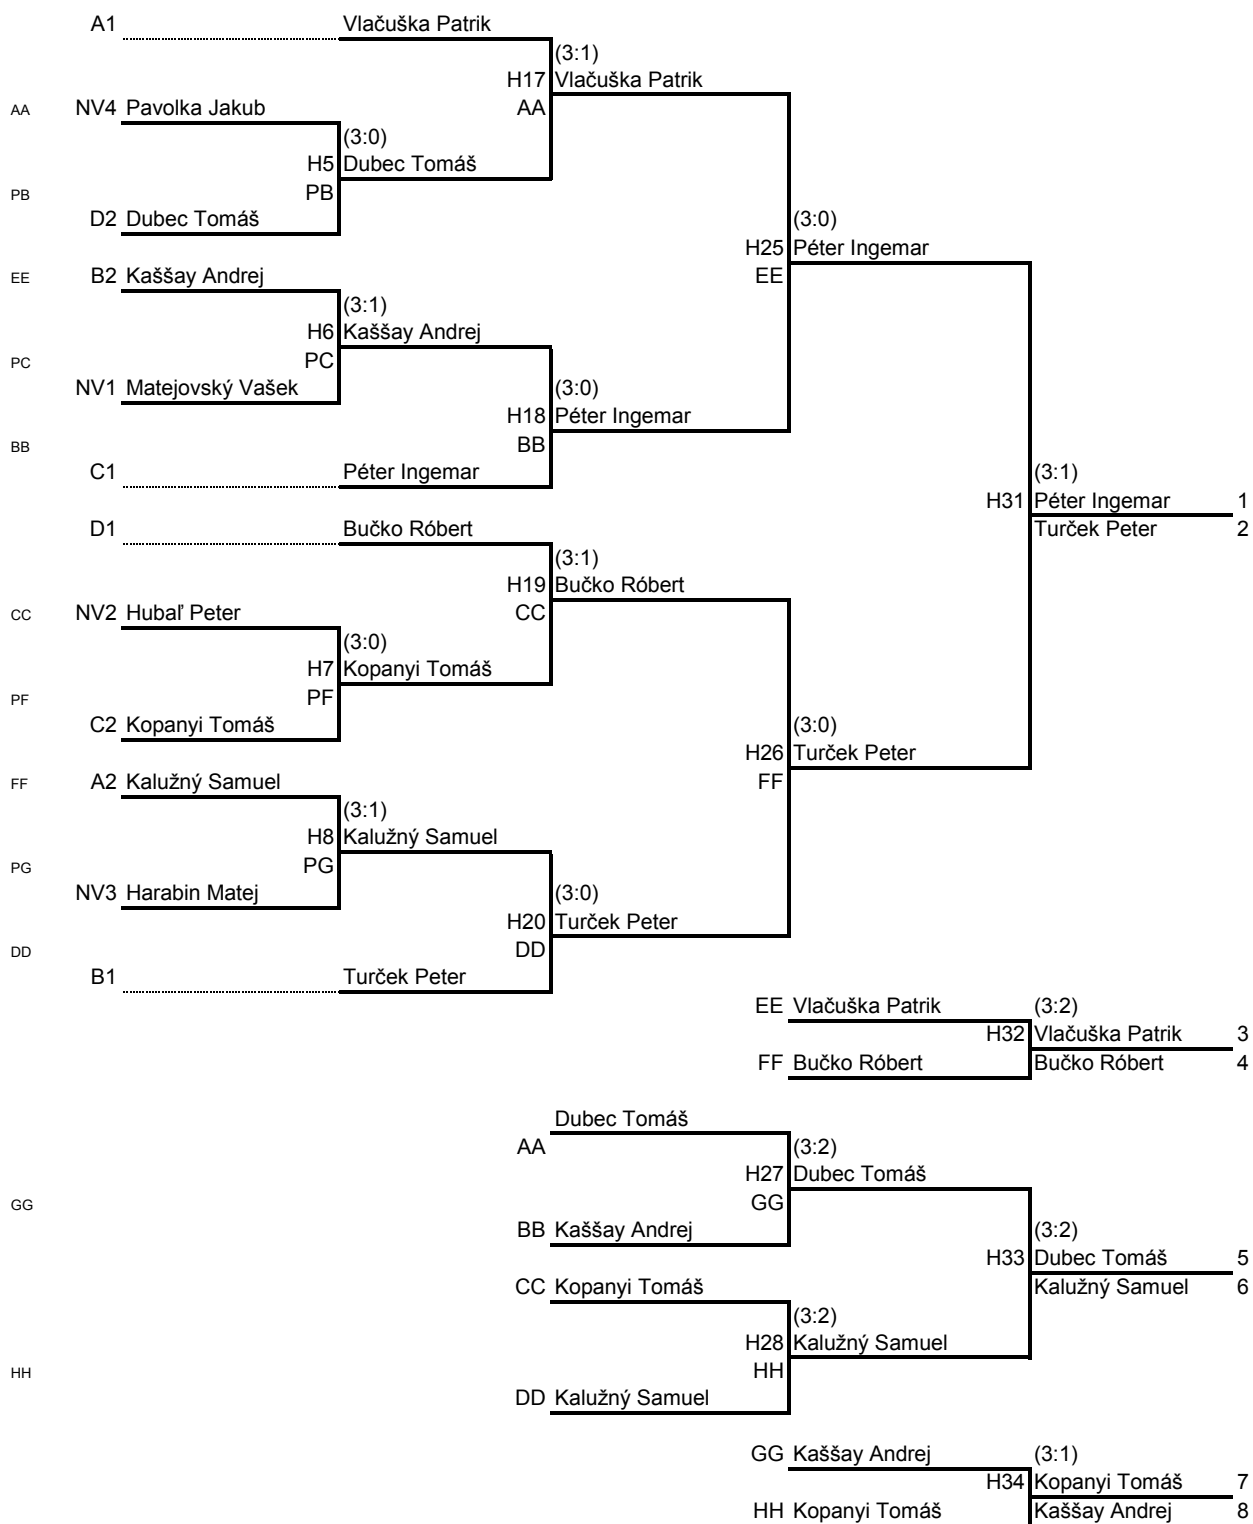 A1 Vlačuška Patrik
(3:1)
H17 Vlačuška Patrik
AA NV4 Pavolka Jakub AA
(3:0)
H5 Dubec Tomáš
PB PB
D2 Dubec Tomáš (3:0)
H25 Péter Ingemar
EE B2 Kaššay Andrej EE
(3:1)
H6 Kaššay Andrej
PC PC
NV1 Matejovský Vašek (3:0)
H18 Péter Ingemar
BB BB
C1 Péter Ingemar (3:1)
H31 Péter Ingemar 1
D1 Bučko Róbert Turček Peter 2
(3:1)
H19 Bučko Róbert
CC NV2 Hubaľ Peter CC
(3:0)
H7 Kopanyi Tomáš
PF PF
C2 Kopanyi Tomáš (3:0)
H26 Turček Peter
FF A2 Kalužný Samuel FF
(3:1)
H8 Kalužný Samuel
PG PG
NV3 Harabin Matej (3:0)
H20 Turček Peter
DD DD
B1 Turček Peter
EE Vlačuška Patrik (3:2)
H32 Vlačuška Patrik 3
FF Bučko Róbert Bučko Róbert 4
Dubec Tomáš
AA (3:2)
H27 Dubec Tomáš
GG GG
BB Kaššay Andrej (3:2)
H33 Dubec Tomáš 5
CC Kopanyi Tomáš Kalužný Samuel 6
(3:2)
H28 Kalužný Samuel
HH HH
DD Kalužný Samuel
GG Kaššay Andrej (3:1)
H34 Kopanyi Tomáš 7
HH Kopanyi Tomáš Kaššay Andrej 8